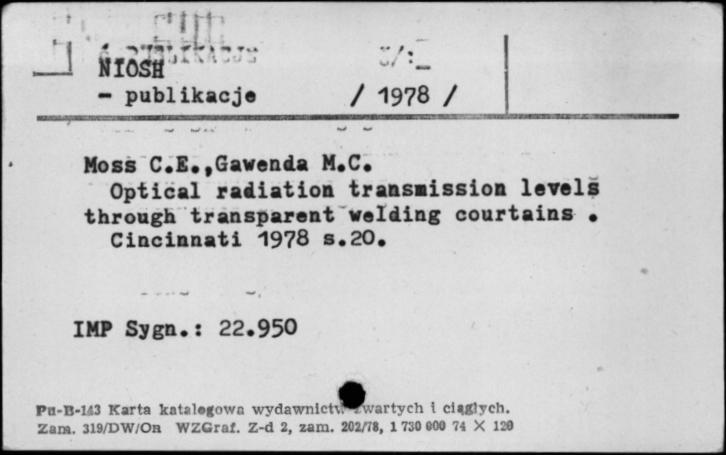 NIOSH
- publikacje / 1978 /
Moss C.E.,Gawenda M.C.
Optical radiation transmission levels
through transparent welding courtains .
Cincinnati 1978 s.20.
IMP Sygn.: 22.950
Pu-B-143 Karta katalogowa wydawnictw zwartych i ciągłych.
Zam. 319/DW/On WZGraf. Z-d 2, zam. 202/78, 1 730 000 74 X 120